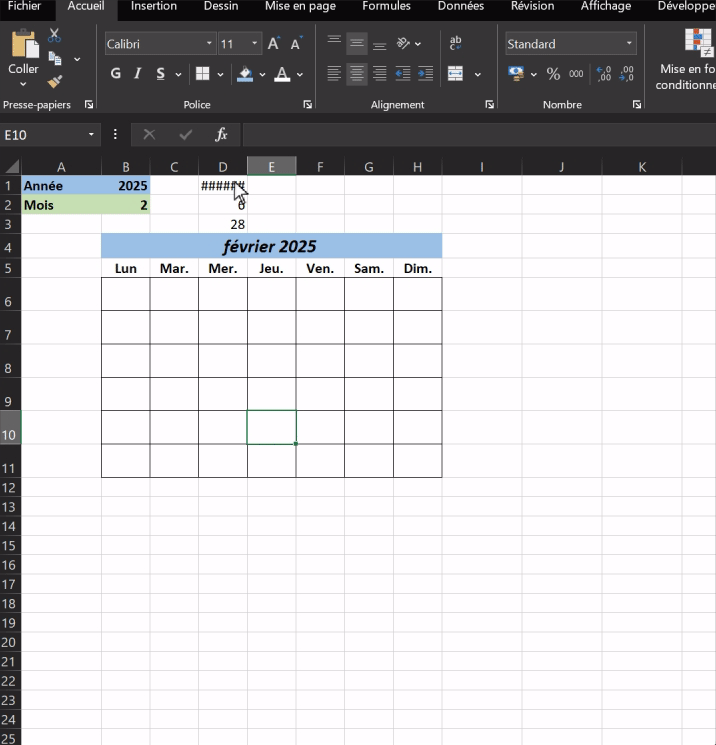 Fichier Accueil Insertion Dessin Mise en page Formules Données Révision Affichage Développe
Calibri 11 A A ab Standard
Coller G I S A % 000 Mise en fo
conditionne
Presse-papiers Police Alignement Nombre
E10 fx
A B C D E F G H I J K
1 Année 2025 ######
2 Mois 2 6
3 28
4 février 2025
5 Lun Mar. Mer. Jeu. Ven. Sam. Dim.
6
7
8
9
10
11
12
13
14
15
16
17
18
19
20
21
22
23
24
25